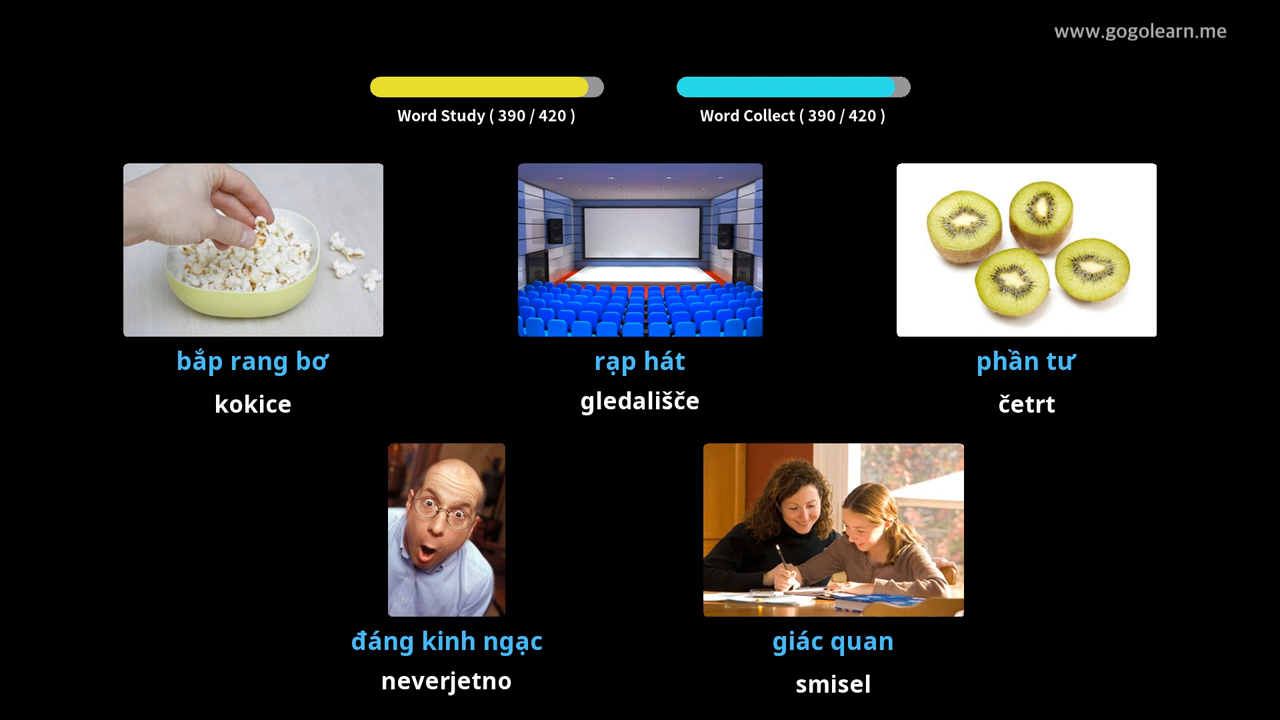 www.gogolearn.me
Word Study ( 390 / 420 )
Word Collect ( 390 / 420 )
bắp rang bơ
rạp hát
phần tư
kokice
gledališče
četrt
đáng kinh ngạc
giác quan
neverjetno
smisel